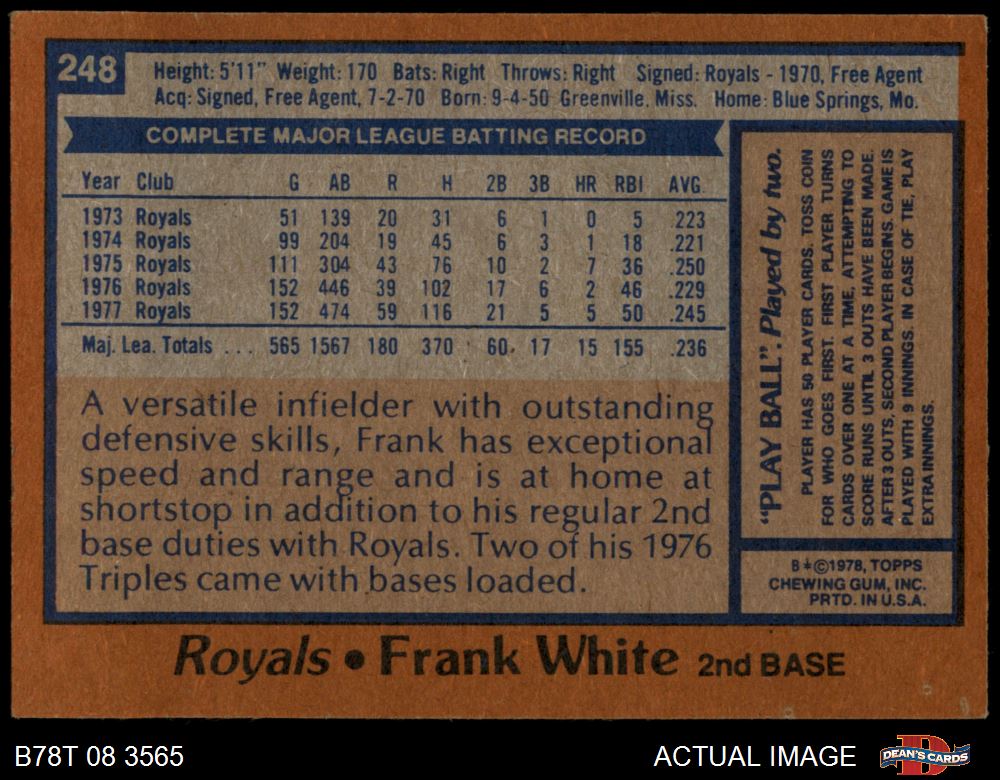 248
Height: 5'11" Weight: 170 Bats: Right Throws: Right Signed: Royals - 1970, Free Agent
Acq: Signed, Free Agent, 7-2-70 Born: 9-4-50 Greenville, Miss. Home: Blue Springs, Mo.
COMPLETE MAJOR LEAGUE BATTING RECORD
Year Club G AB R H 2B 3B HR RBI AVG.
1973 Royals 51 139 20 31 6 1 0 5 .223
1974 Royals 99 204 19 45 6 3 1 18 .221
1975 Royals 111 304 43 76 10 2 7 36 .250
1976 Royals 152 446 39 102 17 6 2 46 .229
1977 Royals 152 474 59 116 21 5 5 50 .245
Maj. Lea. Totals ... 565 1567 180 370 60 17 15 155 .236
A versatile infielder with outstanding
defensive skills, Frank has exceptional
speed and range and is at home at
shortstop in addition to his regular 2nd
base duties with Royals. Two of his 1976
Triples came with bases loaded.
"PLAY BALL". Played by two.
PLAYER HAS 50 PLAYER CARDS. TOSS COIN
FOR WHO GOES FIRST. FIRST PLAYER TURNS
CARDS OVER ONE AT A TIME, ATTEMPTING TO
SCORE RUNS UNTIL 3 OUTS HAVE BEEN MADE.
AFTER 3 OUTS, SECOND PLAYER BEGINS. GAME IS
PLAYED WITH 9 INNINGS. IN CASE OF TIE, PLAY
EXTRA INNINGS.
B*©1978, TOPPS
CHEWING GUM, INC.
PRTD. IN U.S.A.
Royals • Frank White 2nd BASE
B78T 08 3565
ACTUAL IMAGE
DEAN'S CARDS